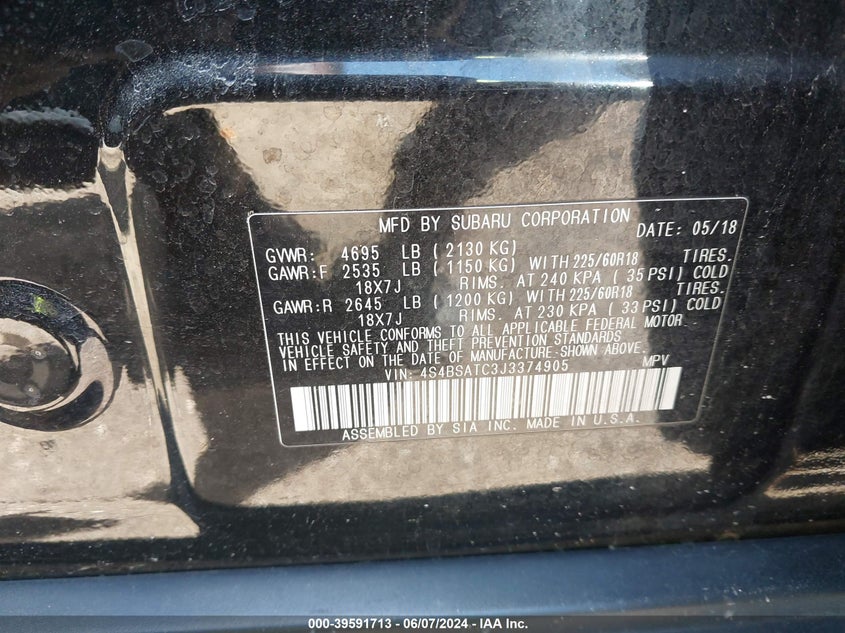 MFD BY SUBARU CORPORATION DATE: 05/18
GVWR: 4695 LB ( 2130 KG)
GAWR:F 2535 LB ( 1150 KG) WITH 225/60R18 TIRES.
18X7J RIMS. AT 240 KPA ( 35 PSI) COLD
GAWR:R 2645 LB ( 1200 KG) WITH 225/60R18 TIRES.
18X7J RIMS. AT 230 KPA ( 33 PSI) COLD
THIS VEHICLE CONFORMS TO ALL APPLICABLE FEDERAL MOTOR
VEHICLE SAFETY AND THEFT PREVENTION STANDARDS
IN EFFECT ON THE DATE OF MANUFACTURE SHOWN ABOVE.
VIN: 4S4BSATC3J3374905 MPV
ASSEMBLED BY SIA INC. MADE IN U.S.A.
000-39591713 - 06/07/2024 - IAA Inc.